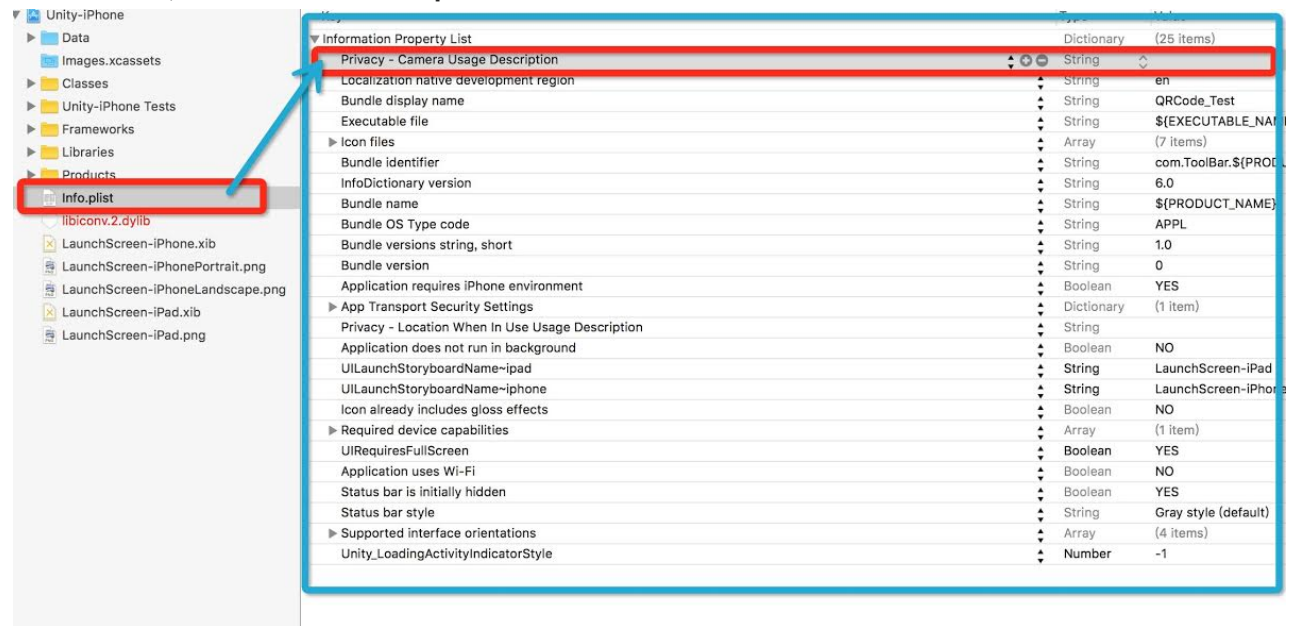 Unity-iPhone
Data
Images.xcassets
Classes
Unity-iPhone Tests
Frameworks
Libraries
Products
Info.plist
libiconv.2.dylib
LaunchScreen-iPhone.xib
LaunchScreen-iPhonePortrait.png
LaunchScreen-iPhoneLandscape.png
LaunchScreen-iPad.xib
LaunchScreen-iPad.png
Information Property List Dictionary (25 items)
Privacy - Camera Usage Description String
Localization native development region String en
Bundle display name String QRCode_Test
Executable file String ${EXECUTABLE_NAM
Icon files Array (7 items)
Bundle identifier String com.ToolBar.${PRODU
InfoDictionary version String 6.0
Bundle name String ${PRODUCT_NAME}
Bundle OS Type code String APPL
Bundle versions string, short String 1.0
Bundle version String 0
Application requires iPhone environment Boolean YES
App Transport Security Settings Dictionary (1 item)
Privacy - Location When In Use Usage Description String
Application does not run in background Boolean NO
UILaunchStoryboardName~ipad String LaunchScreen-iPad
UILaunchStoryboardName~iphone String LaunchScreen-iPhone
Icon already includes gloss effects Boolean NO
Required device capabilities Array (1 item)
UIRequiresFullScreen Boolean YES
Application uses Wi-Fi Boolean NO
Status bar is initially hidden Boolean YES
Status bar style String Gray style (default)
Supported interface orientations Array (4 items)
Unity_LoadingActivityIndicatorStyle Number -1